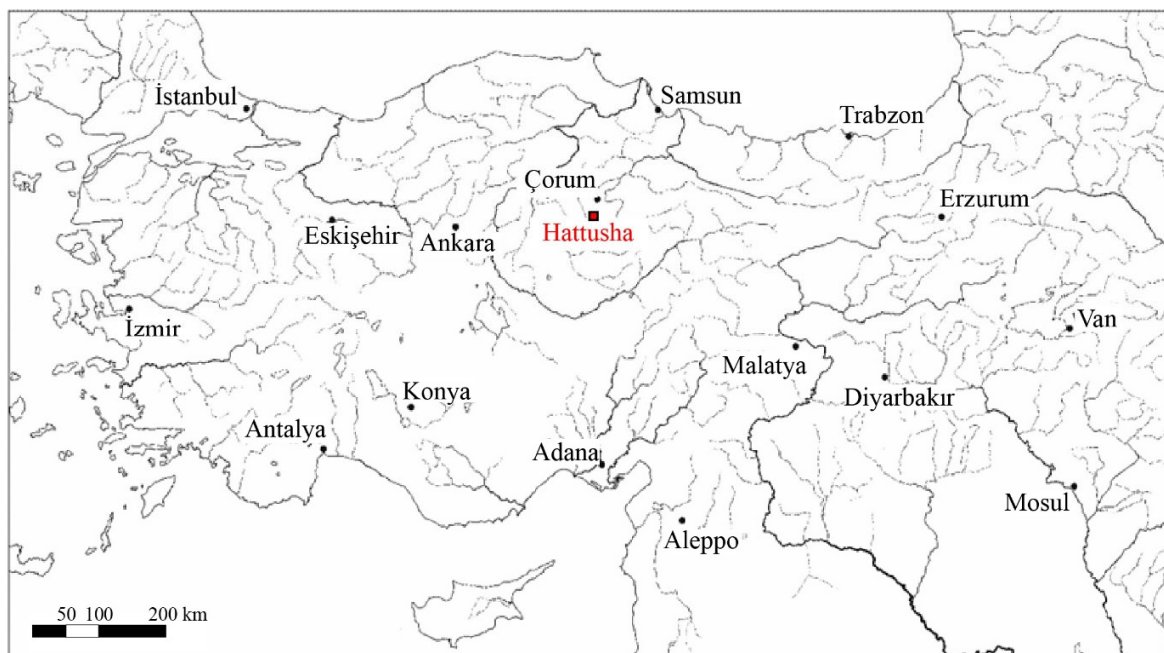 İstanbul
Samsun
Trabzon
Çorum
Erzurum
Hattusha
Eskişehir
Ankara
İzmir
Van
Malatya
Diyarbakır
Konya
Antalya
Adana
Mosul
Aleppo
50 100 200 km